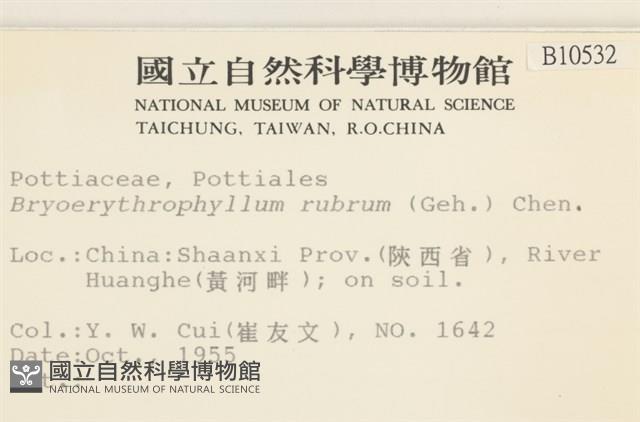 國立自然科學博物館
B10532
NATIONAL MUSEUM OF NATURAL SCIENCE
TAICHUNG, TAIWAN, R.O.CHINA
Pottiaceae, Pottiales
Bryoerythrophyllum rubrum (Geh.) Chen.
Loc.:China:Shaanxi Prov.(陝西省), River
Huanghe(黃河畔); on soil.
Col.:Y. W. Cui(崔友文), NO. 1642
Date:Oct., 1955
國立自然科學博物館
NATIONAL MUSEUM OF NATURAL SCIENCE